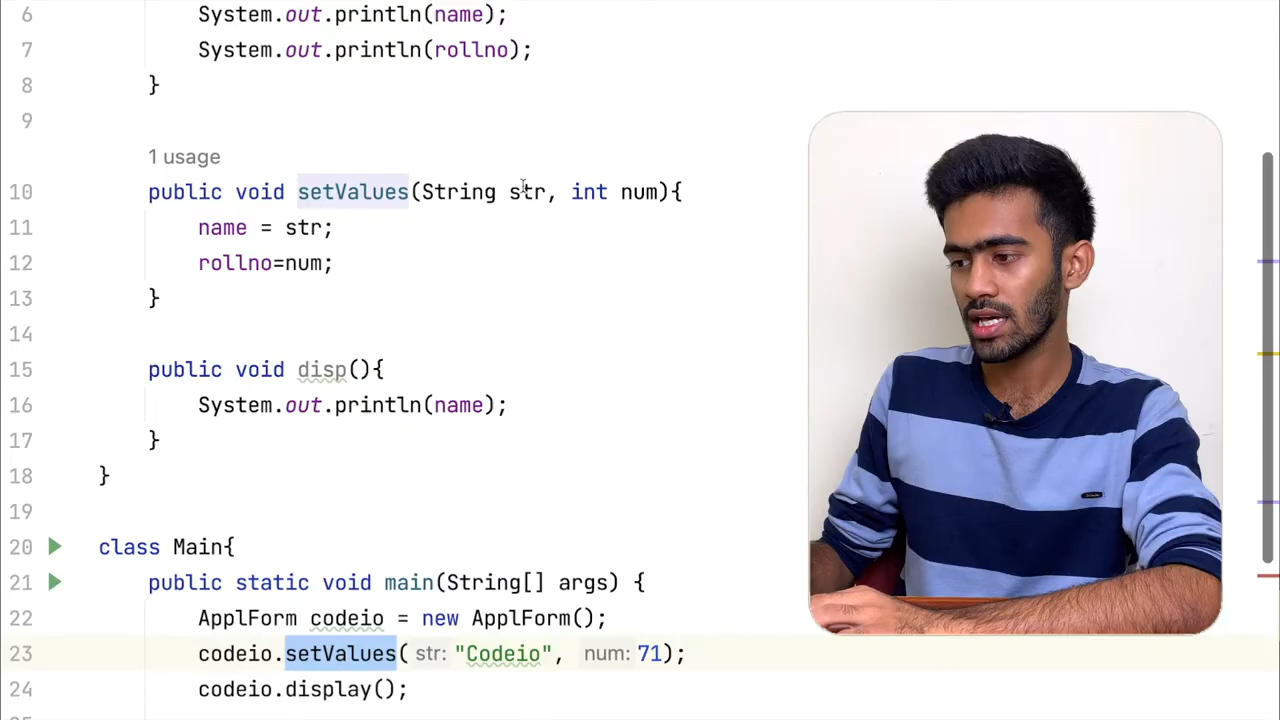 6 System.out.println(name);
7 System.out.println(rollno);
8 }
9
1 usage
10 public void setValues(String str, int num){
11 name = str;
12 rollno=num;
13 }
14
15 public void disp(){
16 System.out.println(name);
17 }
18 }
19
20 class Main{
21 public static void main(String[] args) {
22 ApplForm codeio = new ApplForm();
23 codeio.setValues( str: "Codeio", num: 71);
24 codeio.display();